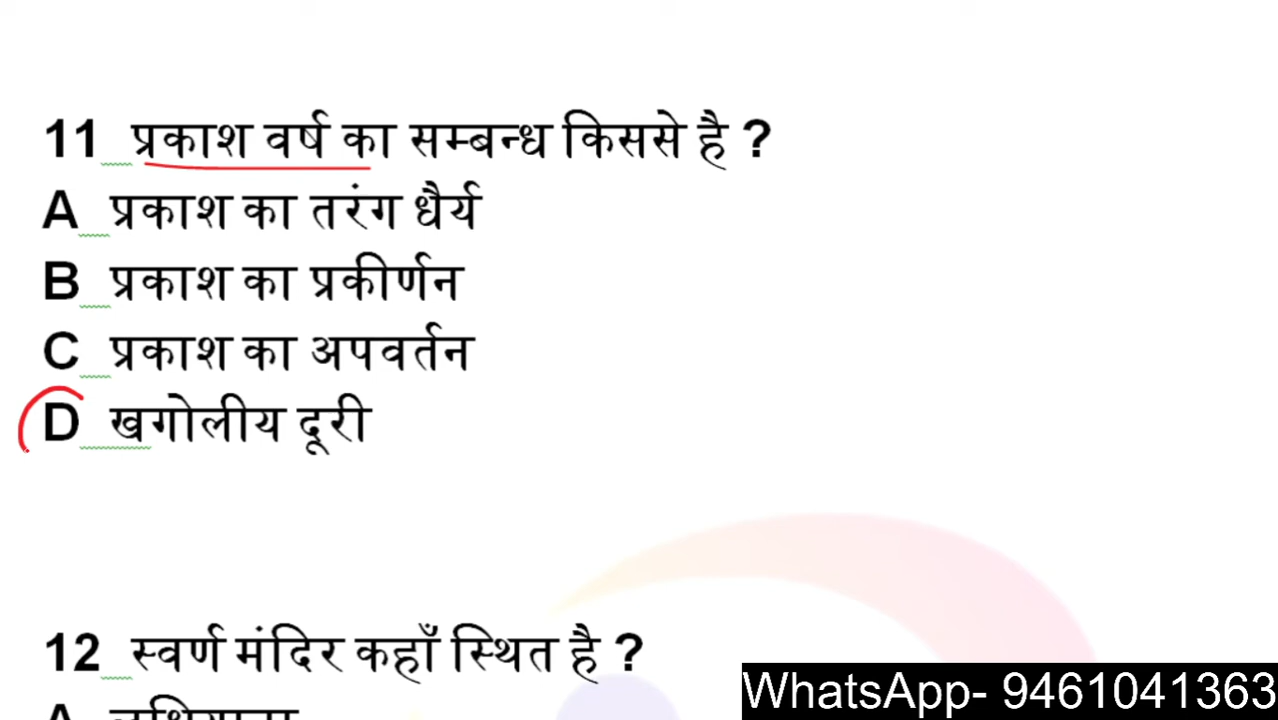 11 प्रकाश वर्ष का सम्बन्ध किससे है ?
A प्रकाश का तरंग धैर्य
B प्रकाश का प्रकीर्णन
C प्रकाश का अपवर्तन
D खगोलीय दूरी
12 स्वर्ण मंदिर कहाँ स्थित है ?
A
WhatsApp- 9461041363